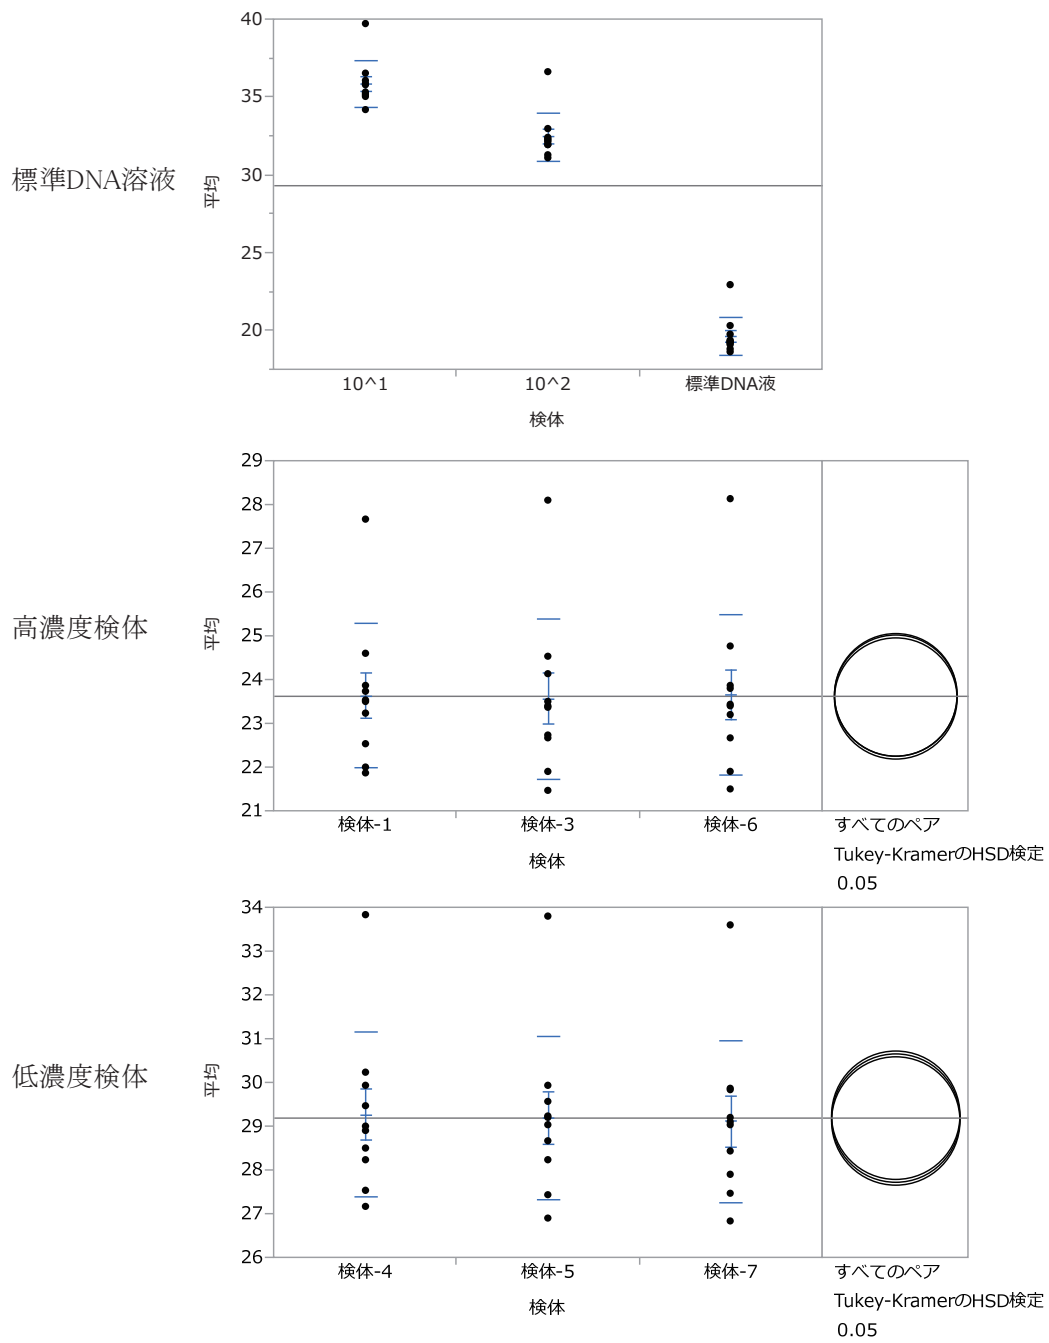 標準DNA溶液
平均
40
35
30
25
20
10^1 10^2 標準DNA液
検体
高濃度検体
平均
29
28
27
26
25
24
23
22
21
検体-1 検体-3 検体-6 すべてのペア
Tukey-KramerのHSD検定
検体
0.05
低濃度検体
平均
34
33
32
31
30
29
28
27
26
検体-4 検体-5 検体-7 すべてのペア
Tukey-KramerのHSD検定
検体
0.05